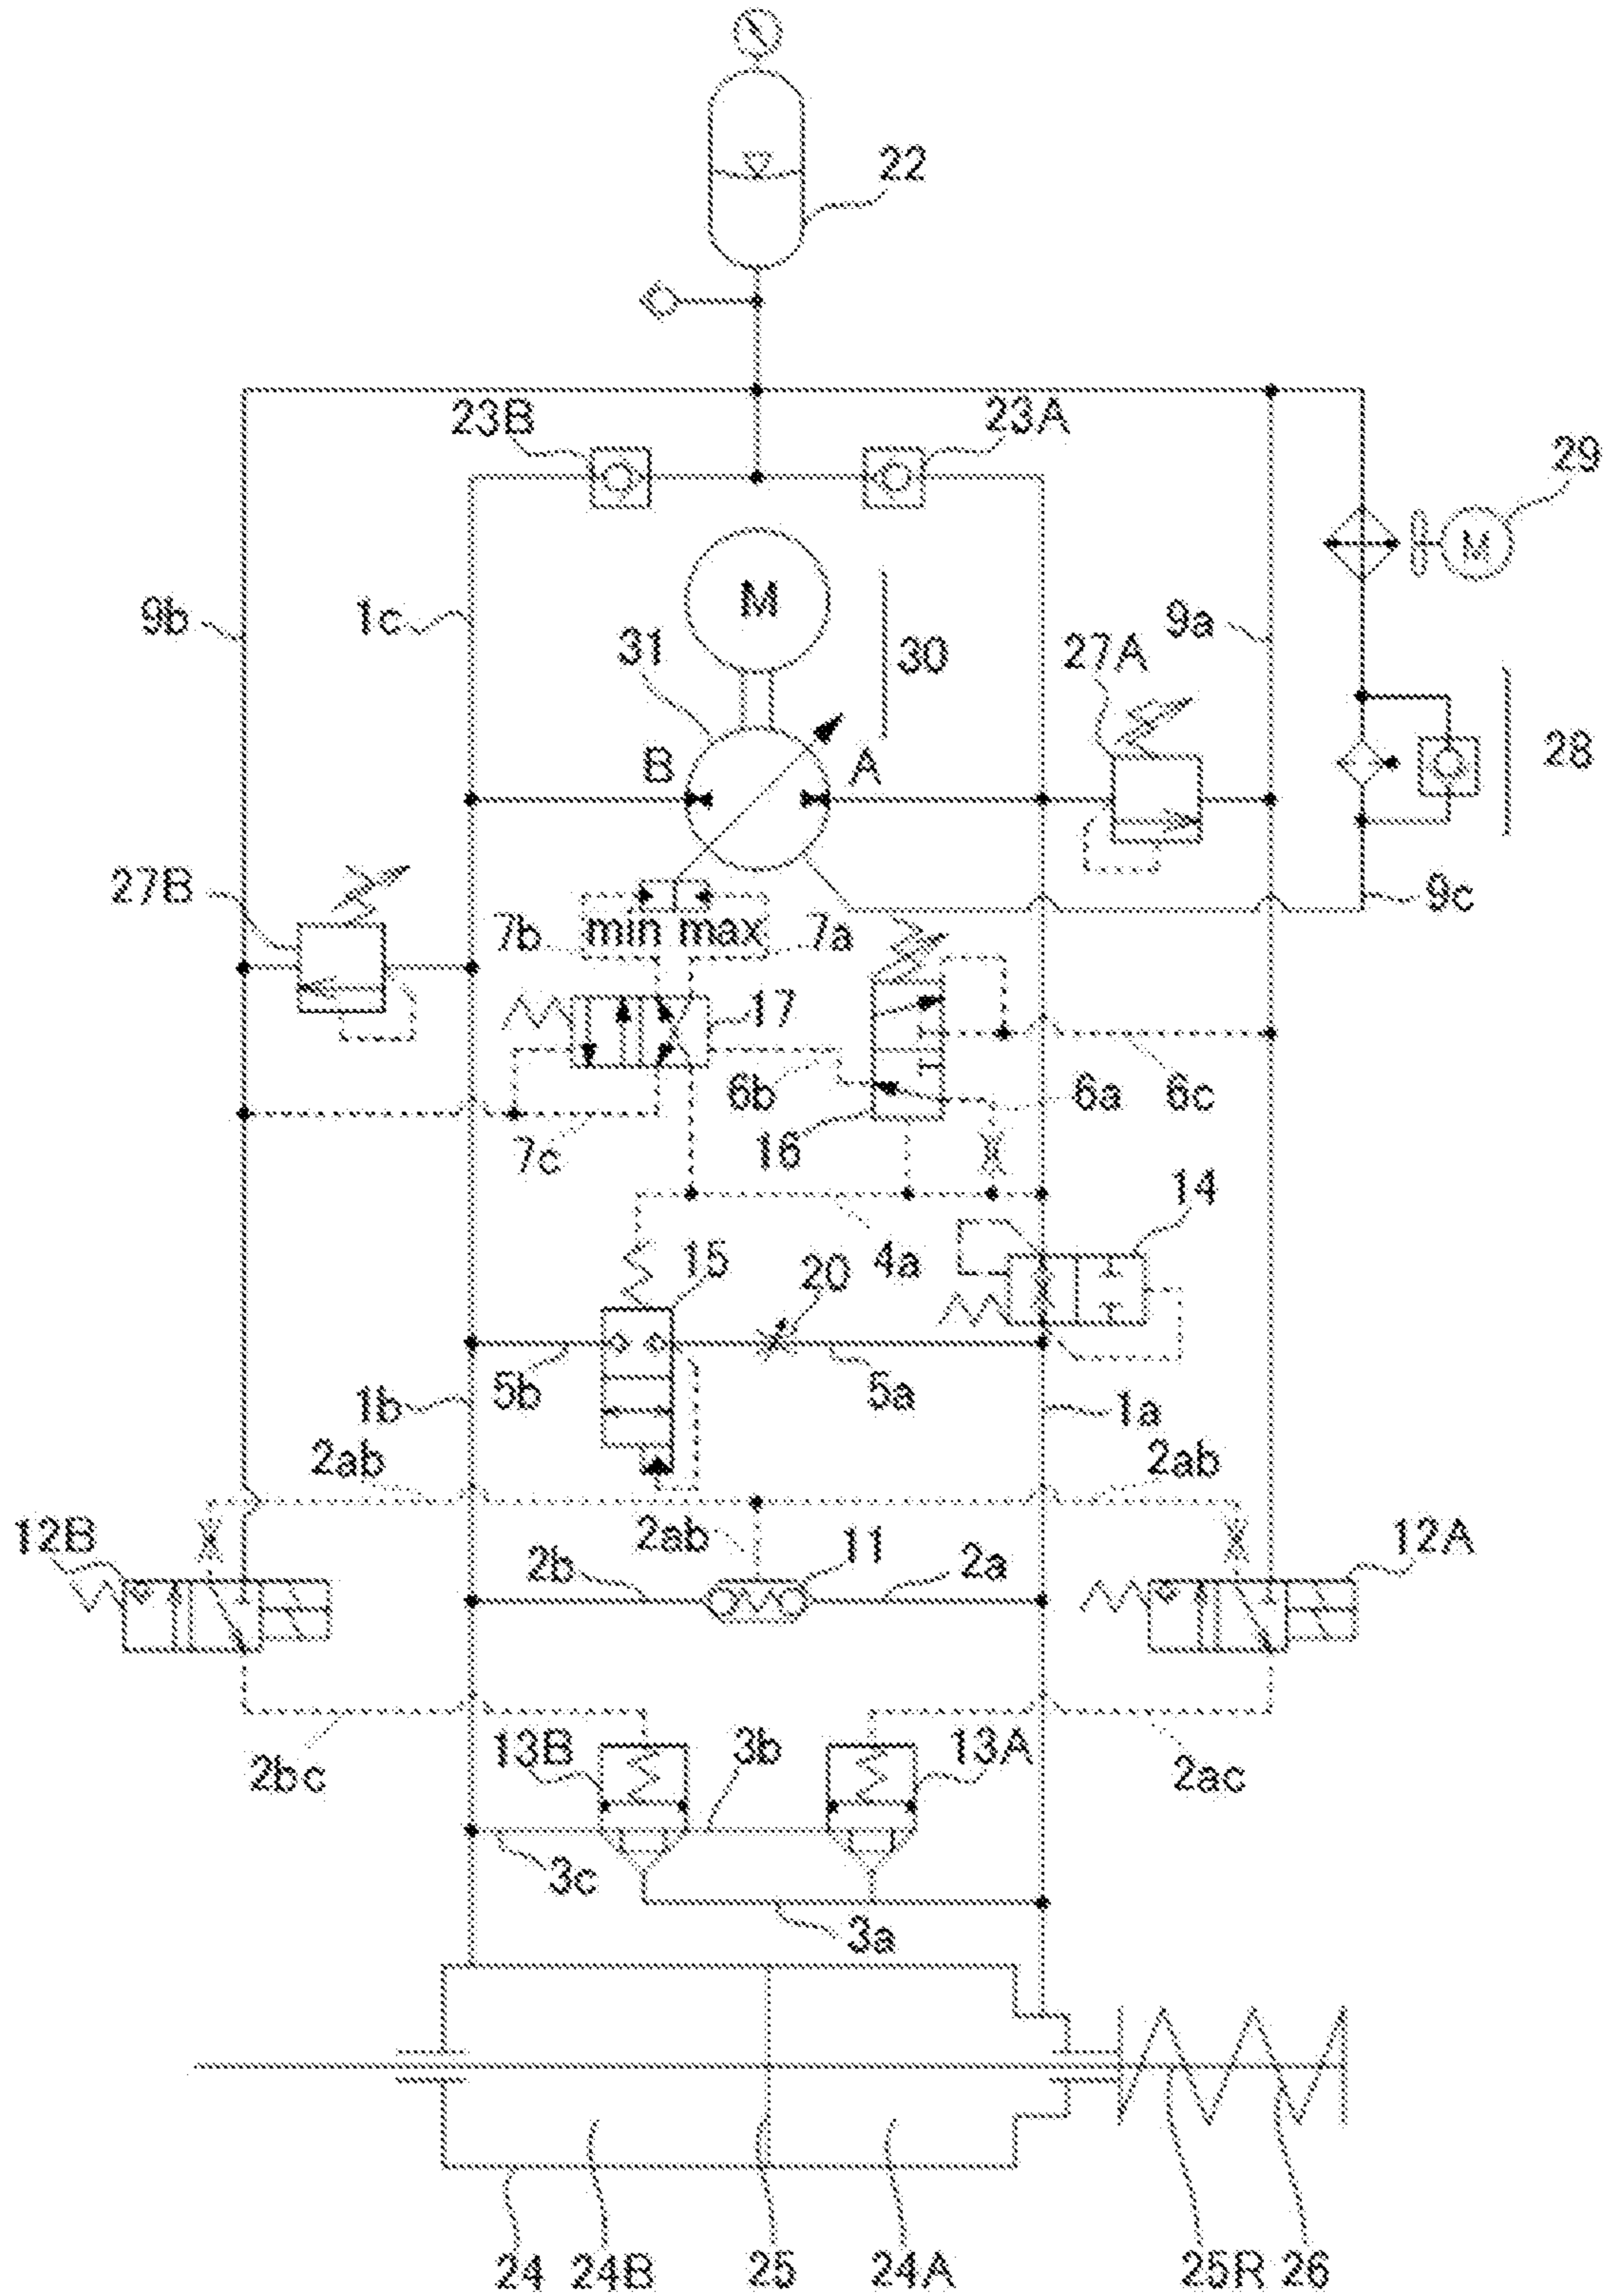 22
23B 23A
29
M
M
9b 1c 9a
31 30 27A
28
B A
27B 9c
min max
7b 7a
17
6b 6a 6c
7c 16
14
15 20 4a
5b 5a
1b 1a
2ab 2ab
12B 2ab 11 12A
2b 2a
13B 3b 13A
2bc 2ac
3c
3a
24 24B 25 24A 25R 26